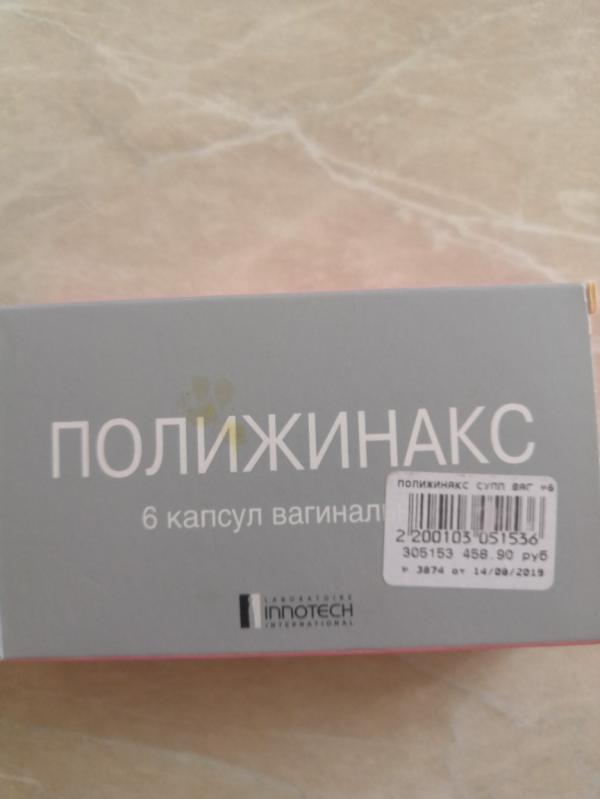 ПОЛИЖИНАКС
6 капсул вагиналь
ПОЛИЖИНАКС СУПП ВАГ №6
2 200103 051536
305153 458.90 руб
№ 3874 от 14/08/2019
LABORATOIRE
INNOTECH
INTERNATIONAL